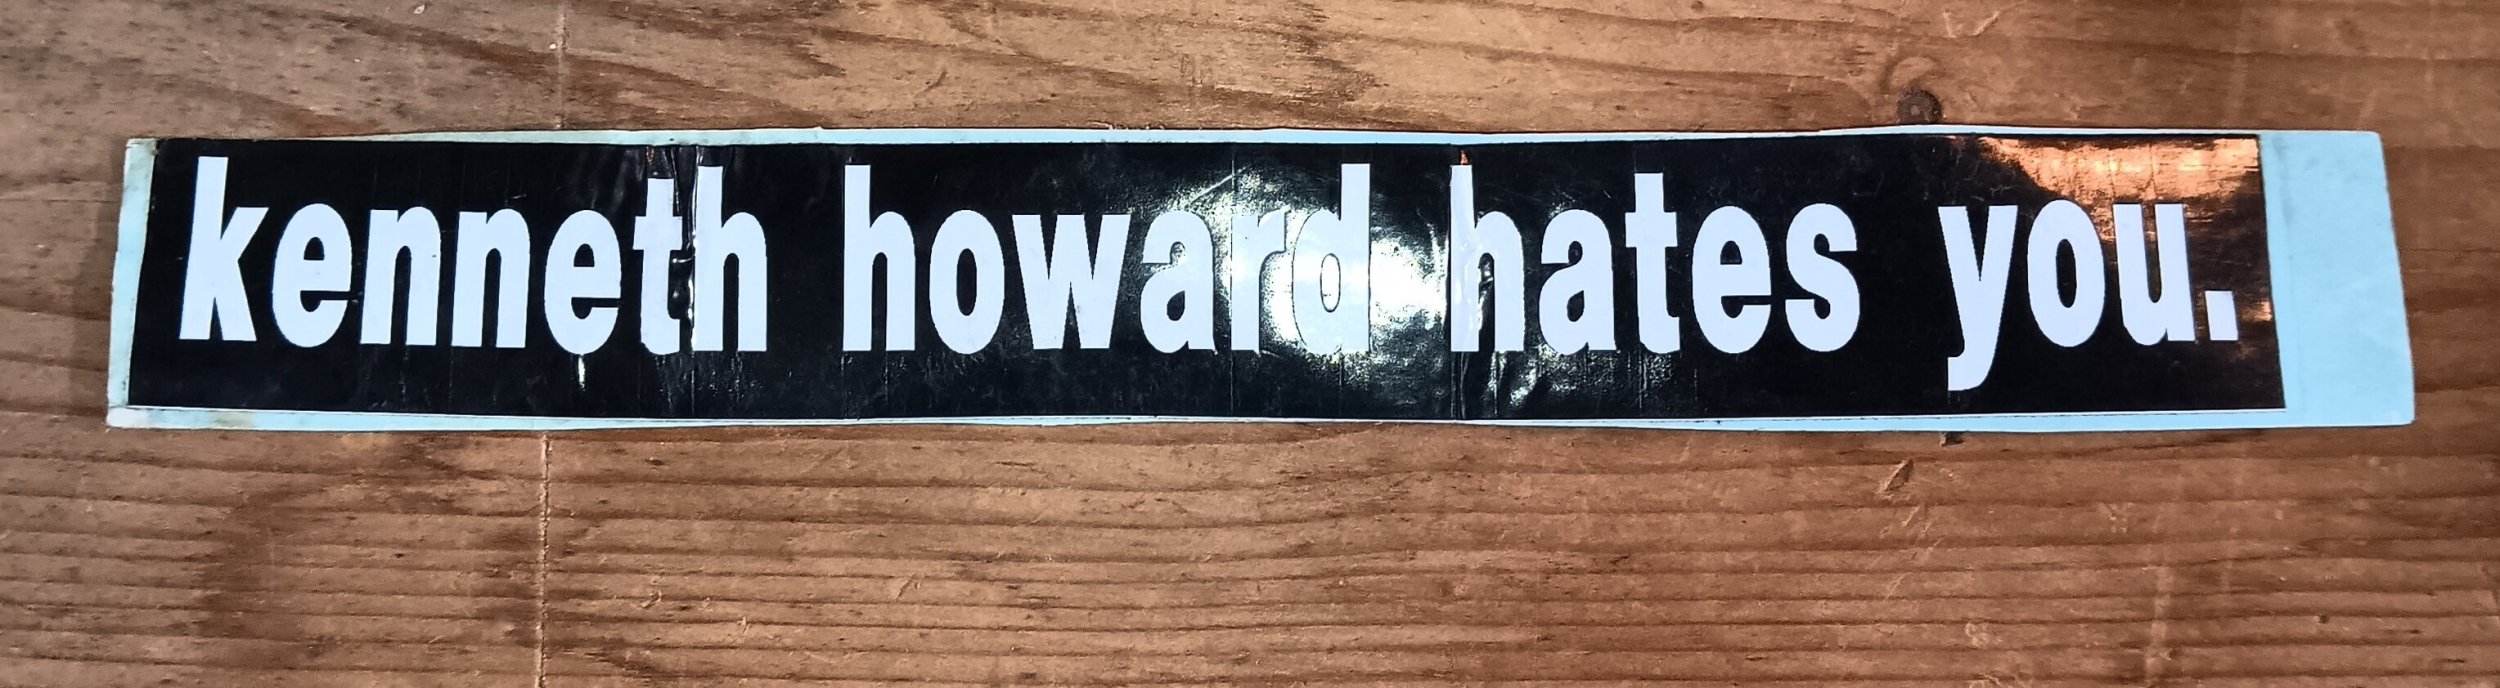 kenneth howard hates you.